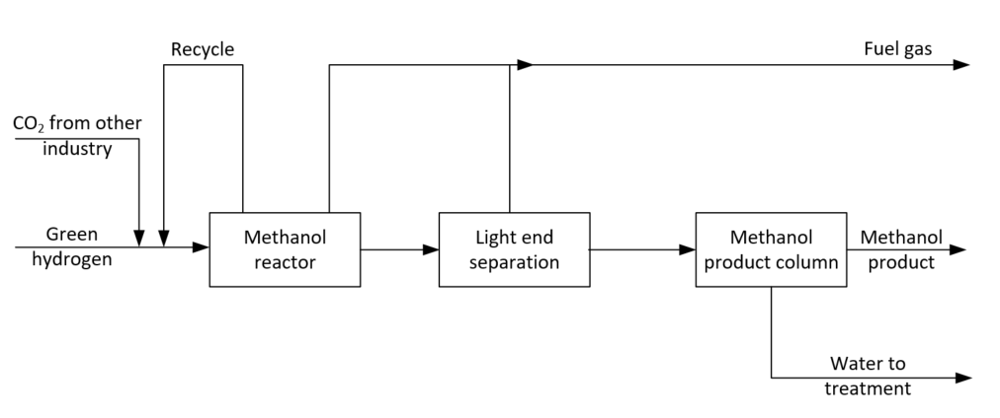 Recycle
Fuel gas
CO₂ from other
industry
Green
hydrogen
Methanol
reactor
Light end
separation
Methanol
product column
Methanol
product
Water to
treatment